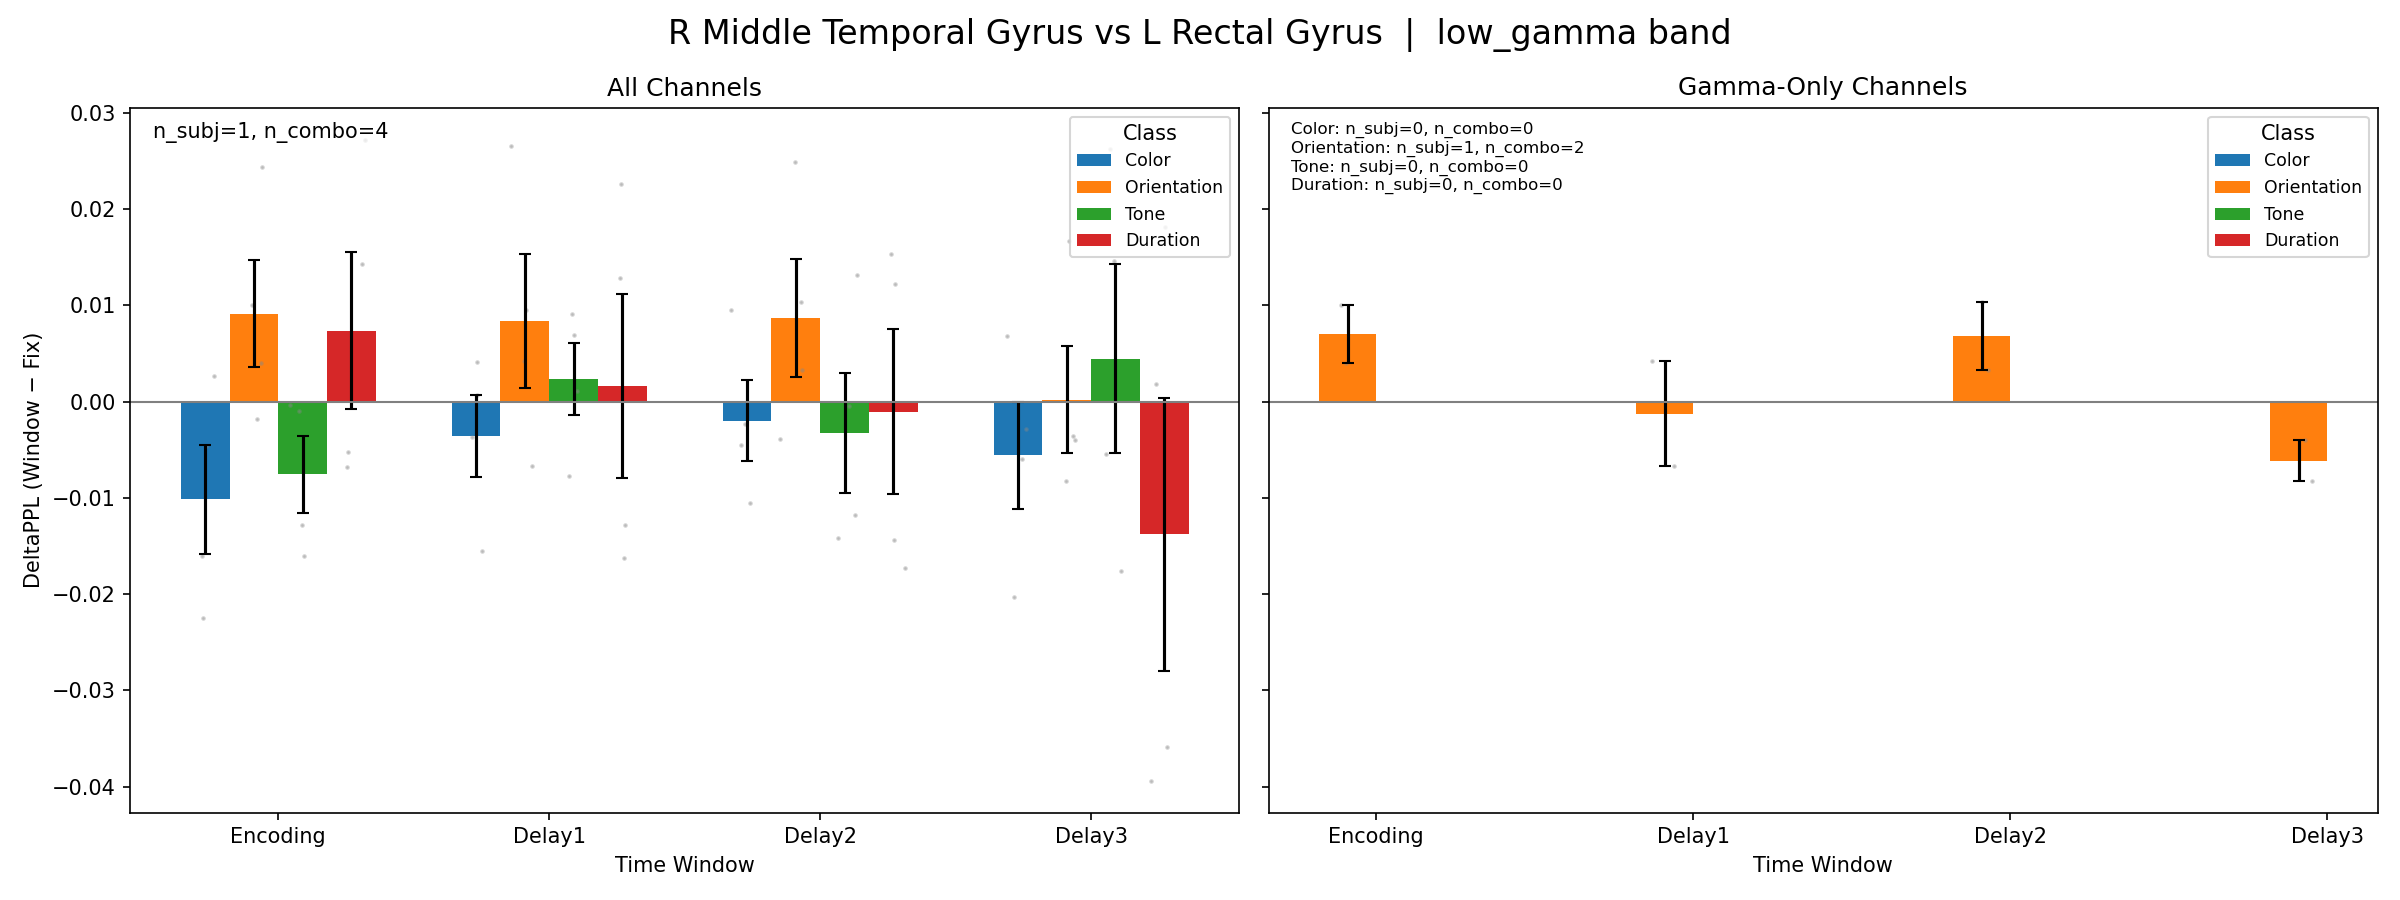 R Middle Temporal Gyrus vs L Rectal Gyrus | low_gamma band
All Channels
DeltaPPL (Window − Fix)
0.03
0.02
0.01
0.00
−0.01
−0.02
−0.03
−0.04
n_subj=1, n_combo=4
Class
Color
Orientation
Tone
Duration
Encoding
Delay1
Delay2
Delay3
Time Window
Gamma-Only Channels
Color: n_subj=0, n_combo=0
Orientation: n_subj=1, n_combo=2
Tone: n_subj=0, n_combo=0
Duration: n_subj=0, n_combo=0
Class
Color
Orientation
Tone
Duration
Encoding
Delay1
Delay2
Delay3
Time Window